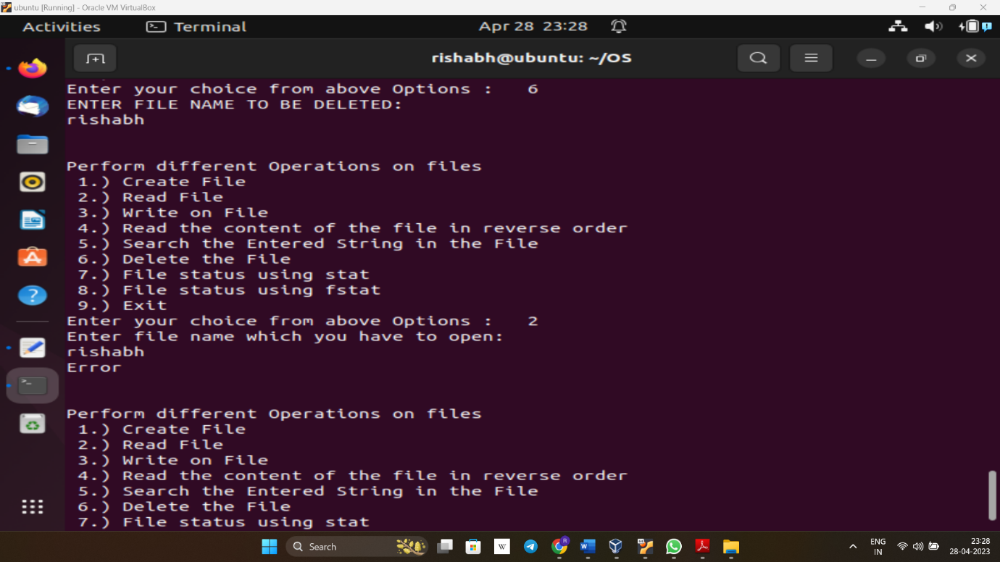 ubuntu [Running] - Oracle VM VirtualBox
Activities
Terminal
Apr 28 23:28
rishabh@ubuntu: ~/OS
Enter your choice from above Options : 6
ENTER FILE NAME TO BE DELETED:
rishabh
Perform different Operations on files
1.) Create File
2.) Read File
3.) Write on File
4.) Read the content of the file in reverse order
5.) Search the Entered String in the File
6.) Delete the File
7.) File status using stat
8.) File status using fstat
9.) Exit
Enter your choice from above Options : 2
Enter file name which you have to open:
rishabh
Error
Perform different Operations on files
1.) Create File
2.) Read File
3.) Write on File
4.) Read the content of the file in reverse order
5.) Search the Entered String in the File
6.) Delete the File
7.) File status using stat
Search
ENG
IN
23:28
28-04-2023